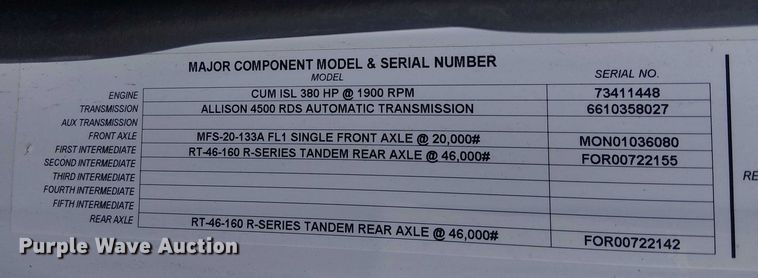 MAJOR COMPONENT MODEL & SERIAL NUMBER
MODEL SERIAL NO.
ENGINE CUM ISL 380 HP @ 1900 RPM 73411448
TRANSMISSION ALLISON 4500 RDS AUTOMATIC TRANSMISSION 6610358027
AUX TRANSMISSION
FRONT AXLE MFS-20-133A FL1 SINGLE FRONT AXLE @ 20,000# MON01036080
FIRST INTERMEDIATE RT-46-160 R-SERIES TANDEM REAR AXLE @ 46,000# FOR00722155
SECOND INTERMEDIATE
THIRD INTERMEDIATE
FOURTH INTERMEDIATE
FIFTH INTERMEDIATE
REAR AXLE RT-46-160 R-SERIES TANDEM REAR AXLE @ 46,000# FOR00722142
RE
Purple Wave Auction